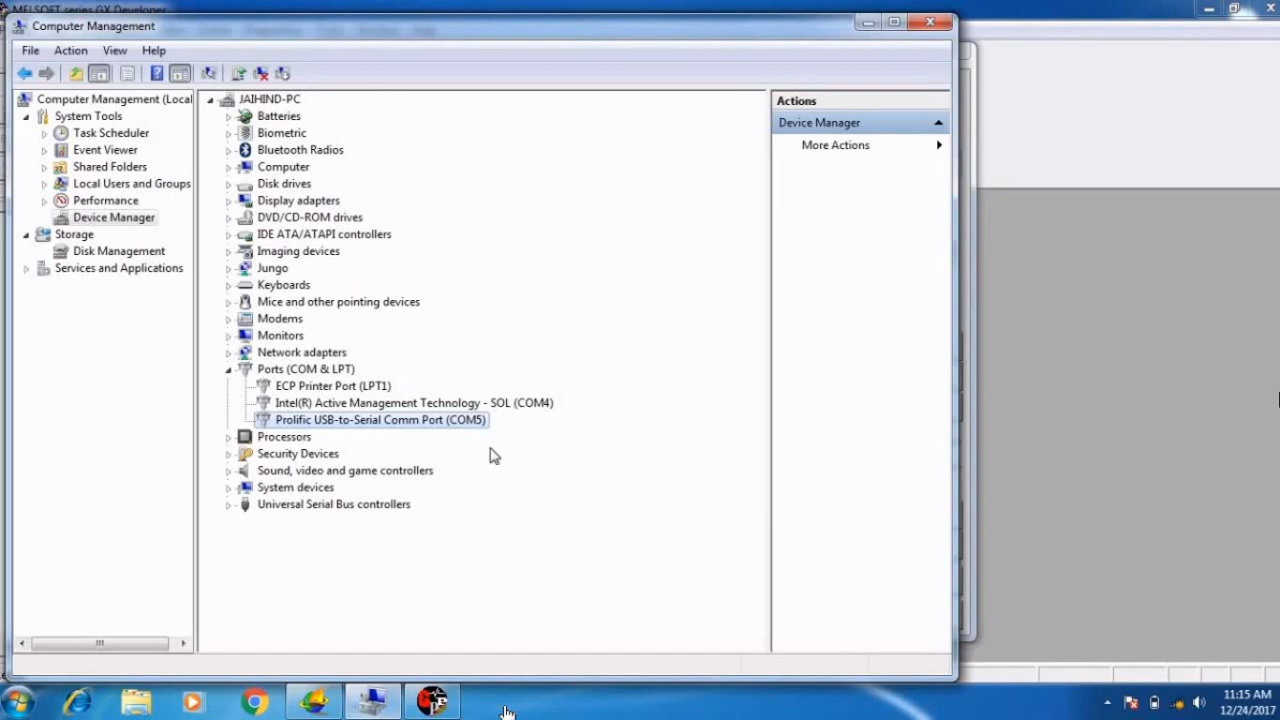 MELSOFT series GX Developer
Computer Management
File Action View Help
Computer Management (Local
System Tools
Task Scheduler
Event Viewer
Shared Folders
Local Users and Groups
Performance
Device Manager
Storage
Disk Management
Services and Applications
JAIHIND-PC
Batteries
Biometric
Bluetooth Radios
Computer
Disk drives
Display adapters
DVD/CD-ROM drives
IDE ATA/ATAPI controllers
Imaging devices
Jungo
Keyboards
Mice and other pointing devices
Modems
Monitors
Network adapters
Ports (COM & LPT)
ECP Printer Port (LPT1)
Intel(R) Active Management Technology - SOL (COM4)
Prolific USB-to-Serial Comm Port (COM5)
Processors
Security Devices
Sound, video and game controllers
System devices
Universal Serial Bus controllers
Actions
Device Manager
More Actions
11:15 AM
12/24/2017